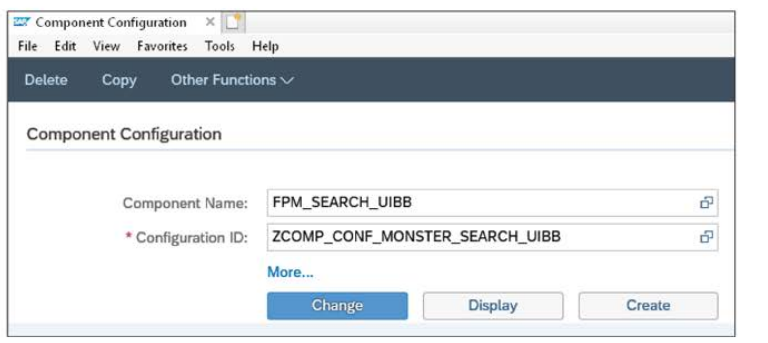 SAP Component Configuration
File Edit View Favorites Tools Help
Delete Copy Other Functions
Component Configuration
Component Name: FPM_SEARCH_UIBB
* Configuration ID: ZCOMP_CONF_MONSTER_SEARCH_UIBB
More...
Change Display Create